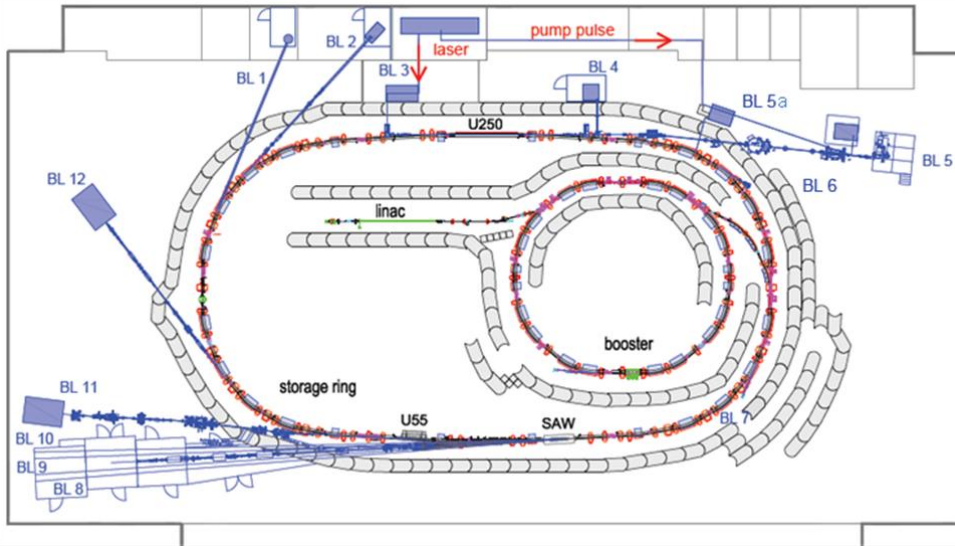 BL 1
BL 2
laser
pump pulse
BL 3
BL 4
BL 5a
U250
BL 5
BL 6
BL 12
linac
booster
storage ring
BL 11
U55
SAW
BL 7
BL 10
BL 9
BL 8